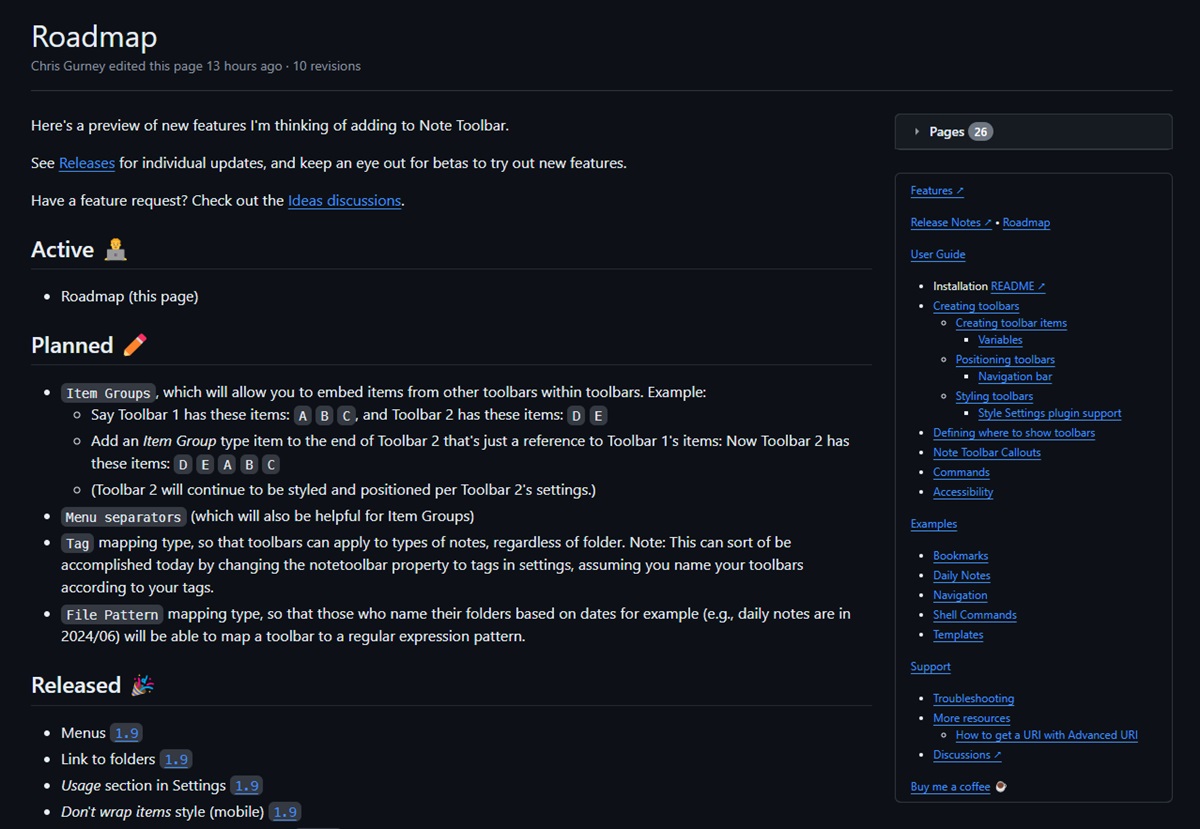 Roadmap
Chris Gurney edited this page 13 hours ago · 10 revisions
Here's a preview of new features I'm thinking of adding to Note Toolbar.
See Releases for individual updates, and keep an eye out for betas to try out new features.
Have a feature request? Check out the Ideas discussions.
Active 👨‍💻
• Roadmap (this page)
Planned ✏️
• Item Groups, which will allow you to embed items from other toolbars within toolbars. Example:
◦ Say Toolbar 1 has these items: A B C, and Toolbar 2 has these items: D E
◦ Add an Item Group type item to the end of Toolbar 2 that's just a reference to Toolbar 1's items: Now Toolbar 2 has
these items: D E A B C
◦ (Toolbar 2 will continue to be styled and positioned per Toolbar 2's settings.)
• Menu separators (which will also be helpful for Item Groups)
• Tag mapping type, so that toolbars can apply to types of notes, regardless of folder. Note: This can sort of be
accomplished today by changing the notetoolbar property to tags in settings, assuming you name your toolbars
according to your tags.
• File Pattern mapping type, so that those who name their folders based on dates for example (e.g., daily notes are in
2024/06) will be able to map a toolbar to a regular expression pattern.
Released 🎉
• Menus 1.9
• Link to folders 1.9
• Usage section in Settings 1.9
• Don't wrap items style (mobile) 1.9
Pages 26
Features ↗
Release Notes ↗ • Roadmap
User Guide
• Installation README ↗
• Creating toolbars
◦ Creating toolbar items
▪ Variables
◦ Positioning toolbars
▪ Navigation bar
◦ Styling toolbars
▪ Style Settings plugin support
• Defining where to show toolbars
• Note Toolbar Callouts
• Commands
• Accessibility
Examples
• Bookmarks
• Daily Notes
• Navigation
• Shell Commands
• Templates
Support
• Troubleshooting
• More resources
◦ How to get a URI with Advanced URI
• Discussions ↗
Buy me a coffee ☕